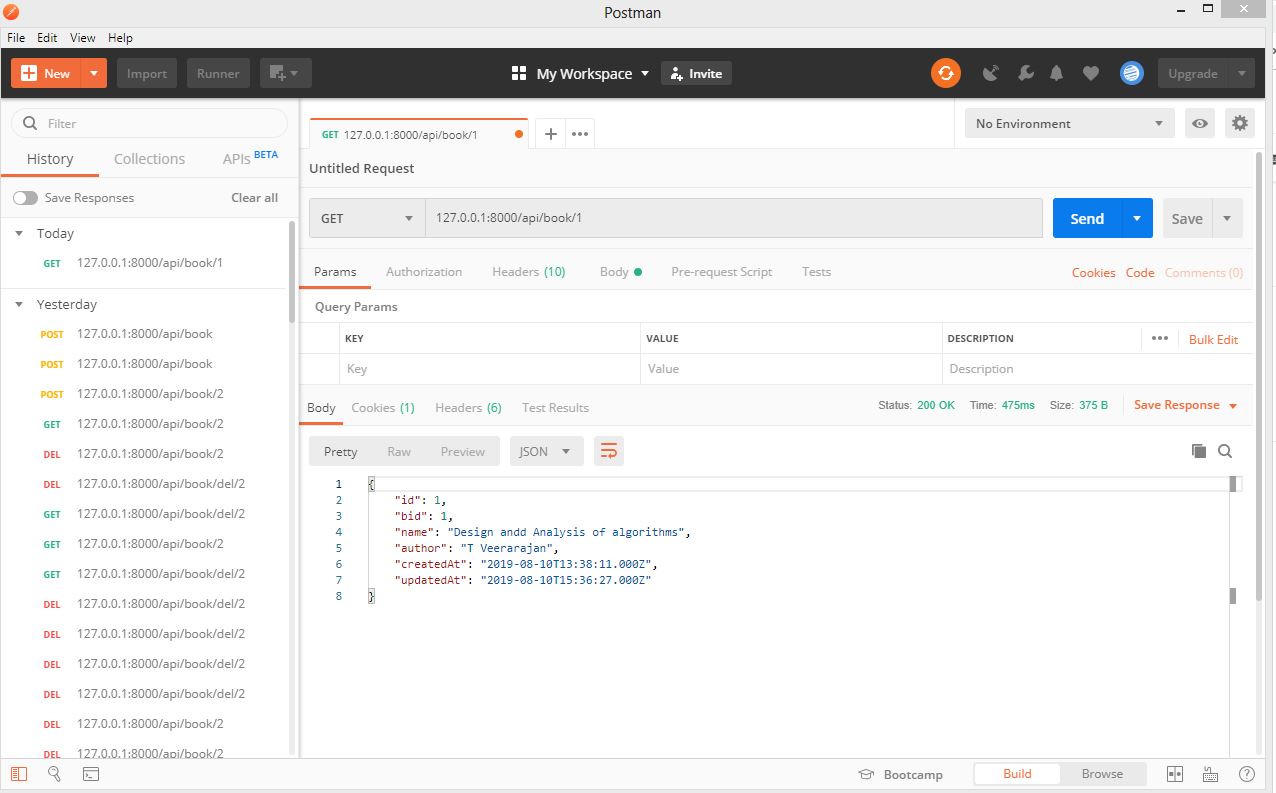 Postman
File Edit View Help
New Import Runner My Workspace Invite Upgrade
Filter
History Collections APIs BETA
Save Responses Clear all
Today
GET 127.0.0.1:8000/api/book/1
Yesterday
POST 127.0.0.1:8000/api/book
POST 127.0.0.1:8000/api/book
POST 127.0.0.1:8000/api/book/2
GET 127.0.0.1:8000/api/book/2
DEL 127.0.0.1:8000/api/book/2
DEL 127.0.0.1:8000/api/book/del/2
GET 127.0.0.1:8000/api/book/del/2
GET 127.0.0.1:8000/api/book/2
GET 127.0.0.1:8000/api/book/del/2
DEL 127.0.0.1:8000/api/book/del/2
DEL 127.0.0.1:8000/api/book/del/2
DEL 127.0.0.1:8000/api/book/del/2
DEL 127.0.0.1:8000/api/book/del/2
DEL 127.0.0.1:8000/api/book/2
DEL 127.0.0.1:8000/api/book/2
GET 127.0.0.1:8000/api/book/1
No Environment
Untitled Request
GET 127.0.0.1:8000/api/book/1 Send Save
Params Authorization Headers (10) Body Pre-request Script Tests Cookies Code Comments (0)
Query Params
KEY VALUE DESCRIPTION Bulk Edit
Key Value Description
Body Cookies (1) Headers (6) Test Results Status: 200 OK Time: 475ms Size: 375 B Save Response
Pretty Raw Preview JSON
1 {
2 "id": 1,
3 "bid": 1,
4 "name": "Design andd Analysis of algorithms",
5 "author": "T Veerarajan",
6 "createdAt": "2019-08-10T13:38:11.000Z",
7 "updatedAt": "2019-08-10T15:36:27.000Z"
8 }
Bootcamp Build Browse